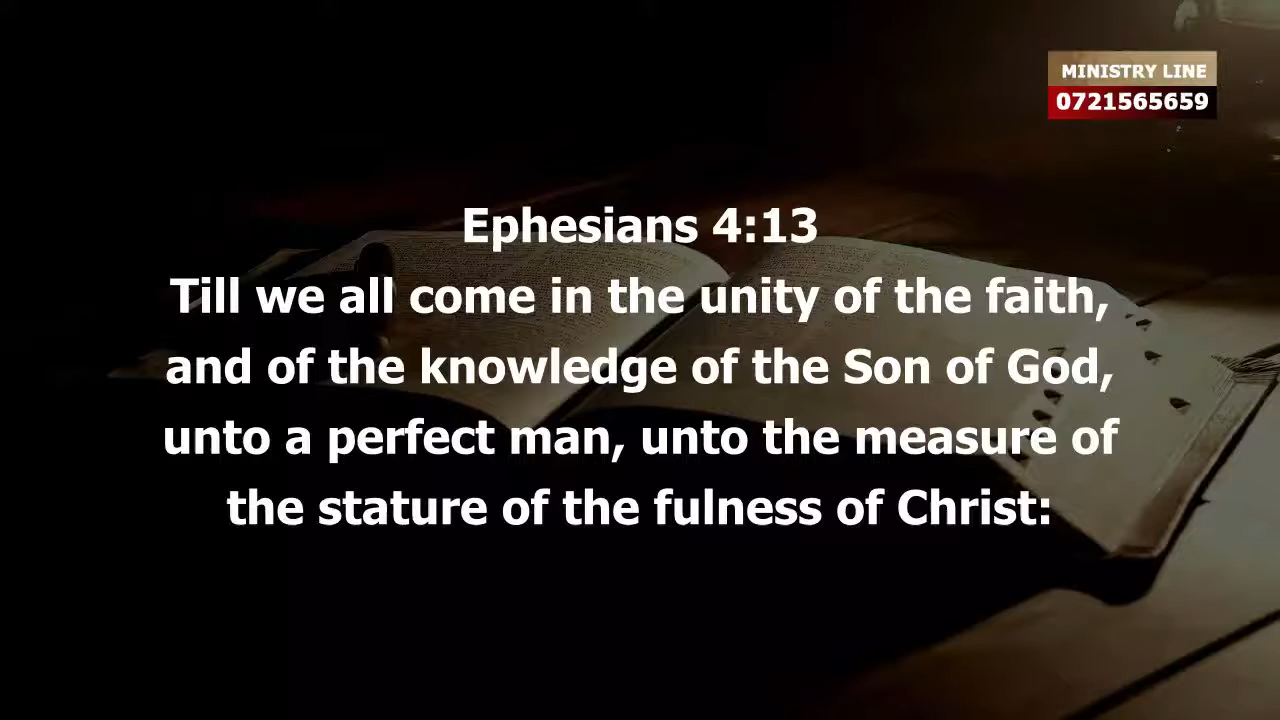 MINISTRY LINE
0721565659
Ephesians 4:13
Till we all come in the unity of the faith,
and of the knowledge of the Son of God,
unto a perfect man, unto the measure of
the stature of the fulness of Christ: